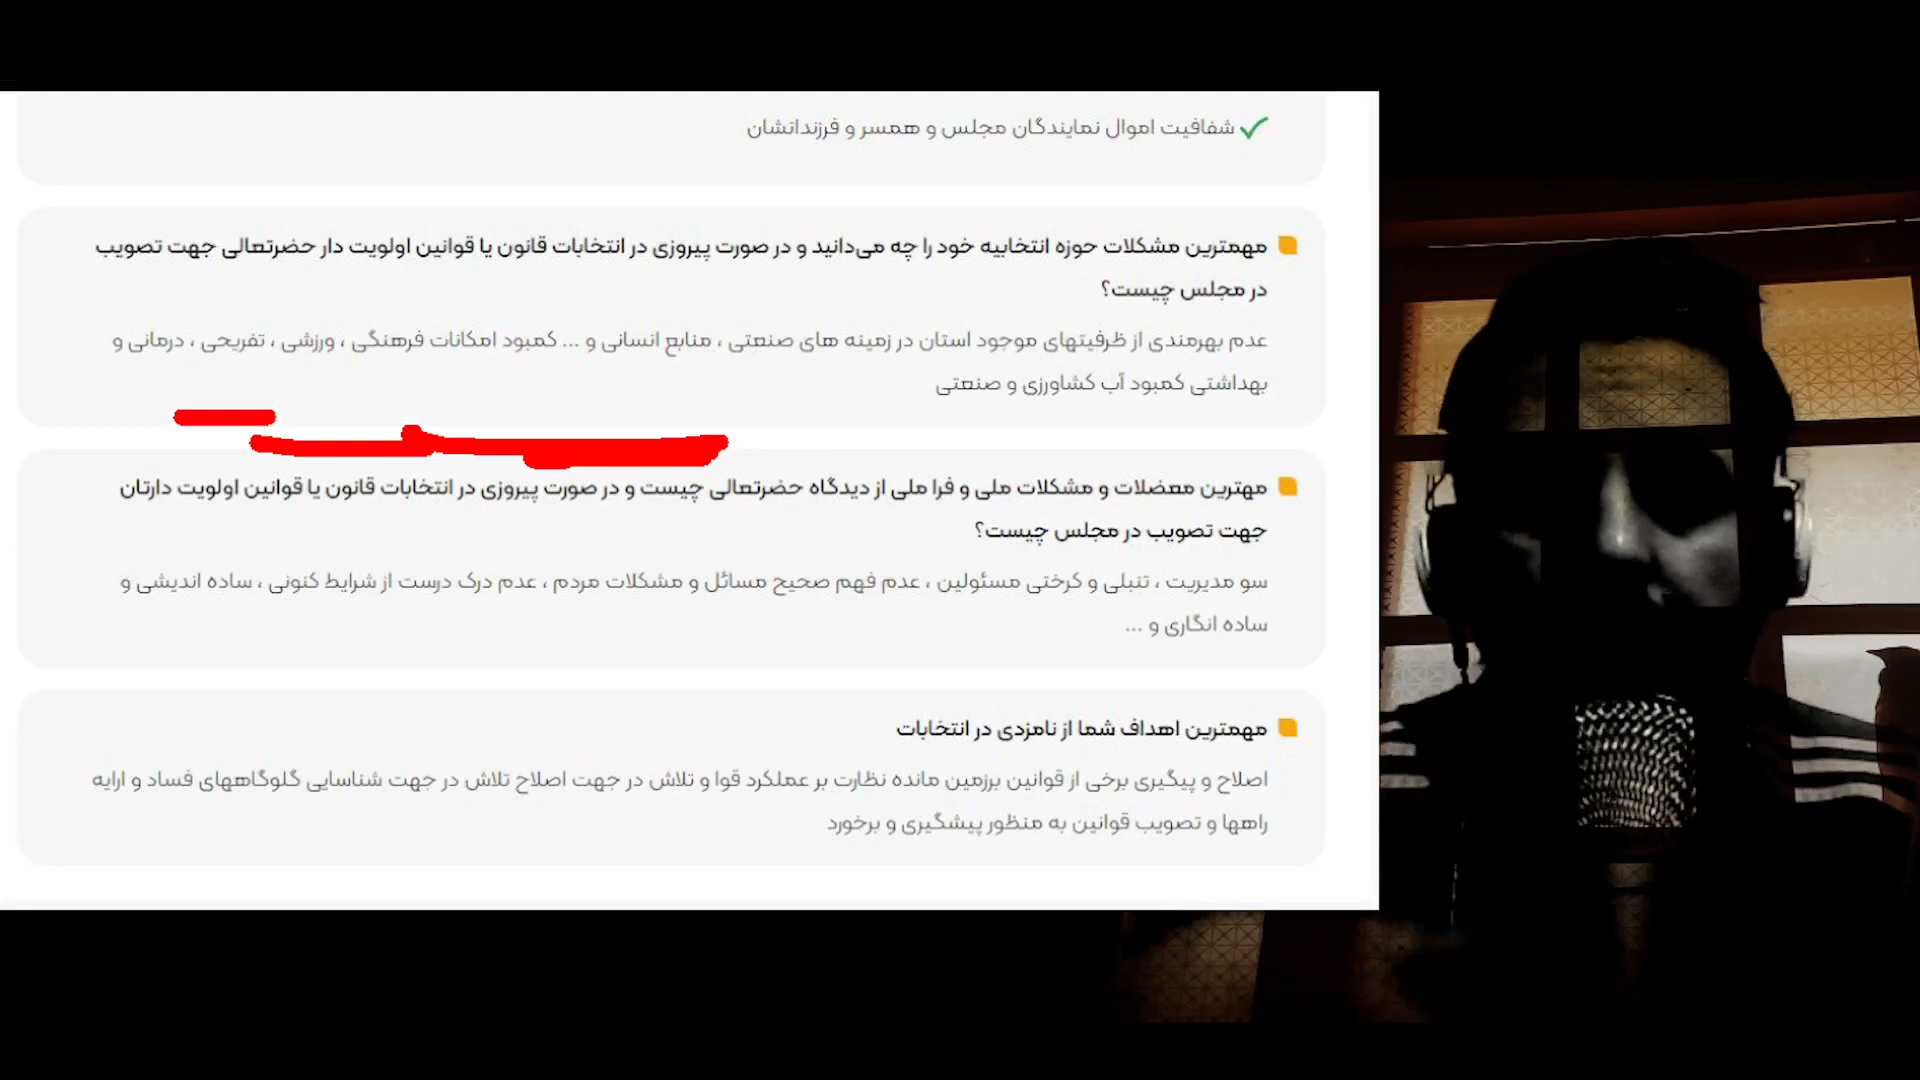 شفافیت اموال نمایندگان مجلس و همسر و فرزندانشان
مهمترین مشکلات حوزه انتخابیه خود را چه می‌دانید و در صورت پیروزی در انتخابات قانون یا قوانین اولویت دار حضرتعالی جهت تصویب
در مجلس چیست؟
عدم بهرمندی از ظرفیتهای موجود استان در زمینه های صنعتی ، منابع انسانی و ... کمبود امکانات فرهنگی ، ورزشی ، تفریحی ، درمانی و
بهداشتی کمبود آب کشاورزی و صنعتی
مهترین معضلات و مشکلات ملی و فرا ملی از دیدگاه حضرتعالی چیست و در صورت پیروزی در انتخابات قانون یا قوانین اولویت دارتان
جهت تصویب در مجلس چیست؟
سو مدیریت ، تنبلی و کرختی مسئولین ، عدم فهم صحیح مسائل و مشکلات مردم ، عدم درک درست از شرایط کنونی ، ساده اندیشی و
ساده انگاری و ...
مهمترین اهداف شما از نامزدی در انتخابات
اصلاح و پیگیری برخی از قوانین برزمین مانده نظارت بر عملکرد قوا و تلاش در جهت اصلاح تلاش در جهت شناسایی گلوگاههای فساد و ارایه
راهها و تصویب قوانین به منظور پیشگیری و برخورد